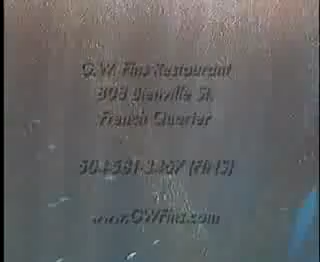 G.W. Fins Restaurant
808 Bienville St.
French Quarter
504-581-3467 (FINS)
www.GWFins.com